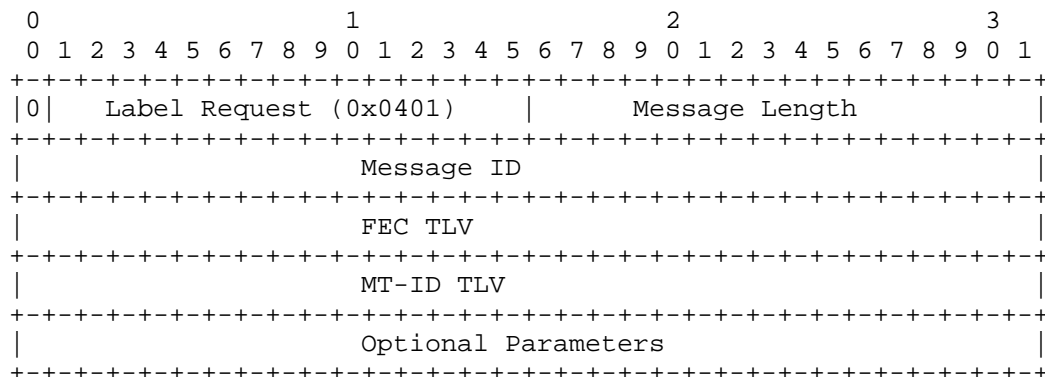 0                   1                   2                   3
 0 1 2 3 4 5 6 7 8 9 0 1 2 3 4 5 6 7 8 9 0 1 2 3 4 5 6 7 8 9 0 1
+-+-+-+-+-+-+-+-+-+-+-+-+-+-+-+-+-+-+-+-+-+-+-+-+-+-+-+-+-+-+-+-+
|0|   Label Request (0x0401)    |      Message Length           |
+-+-+-+-+-+-+-+-+-+-+-+-+-+-+-+-+-+-+-+-+-+-+-+-+-+-+-+-+-+-+-+-+
|                     Message ID                                |
+-+-+-+-+-+-+-+-+-+-+-+-+-+-+-+-+-+-+-+-+-+-+-+-+-+-+-+-+-+-+-+-+
|                     FEC TLV                                   |
+-+-+-+-+-+-+-+-+-+-+-+-+-+-+-+-+-+-+-+-+-+-+-+-+-+-+-+-+-+-+-+-+
|                     MT-ID TLV                                 |
+-+-+-+-+-+-+-+-+-+-+-+-+-+-+-+-+-+-+-+-+-+-+-+-+-+-+-+-+-+-+-+-+
|                     Optional Parameters                       |
+-+-+-+-+-+-+-+-+-+-+-+-+-+-+-+-+-+-+-+-+-+-+-+-+-+-+-+-+-+-+-+-+